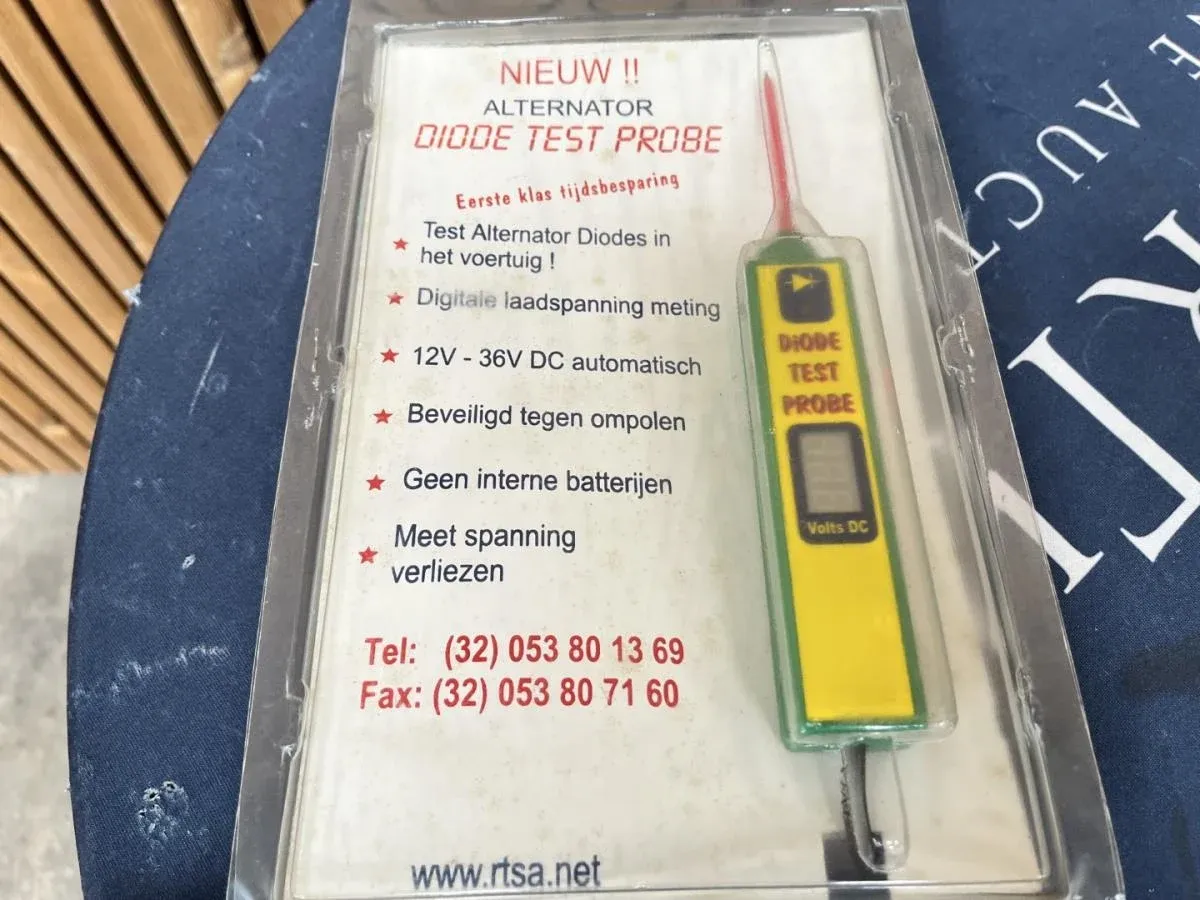 NIEUW !!
ALTERNATOR
DIODE TEST PROBE
Eerste klas tijdsbesparing
Test Alternator Diodes in
het voertuig !
Digitale laadspanning meting
12V - 36V DC automatisch
Beveiligd tegen ompolen
Geen interne batterijen
Meet spanning
verliezen
Tel: (32) 053 80 13 69
Fax: (32) 053 80 71 60
www.rtsa.net
DiODE
TEST
PROBE
Volts DC